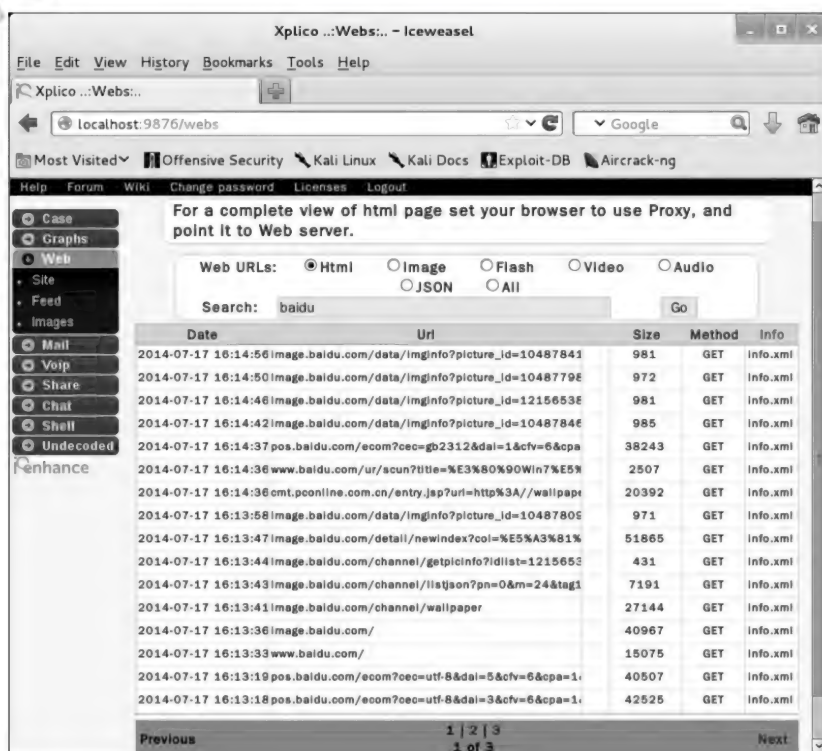 Xplico ..:Webs:.. – Iceweasel
File Edit View History Bookmarks Tools Help
Xplico ..:Webs:..
localhost:9876/webs
Google
Most Visited Offensive Security Kali Linux Kali Docs Exploit-DB Aircrack-ng
Help Forum Wiki Change password Licenses Logout
For a complete view of html page set your browser to use Proxy, and
point it to Web server.
Case
Graphs
Web
Site
Feed
Images
Mail
Voip
Share
Chat
Shell
Undecoded
enhance
Web URLs: Html Image Flash Video Audio
JSON All
Search: baidu Go
Date Url Size Method Info
2014-07-17 16:14:56 image.baidu.com/data/imginfo?picture_id=10487841 981 GET info.xml
2014-07-17 16:14:50 image.baidu.com/data/imginfo?picture_id=10487798 972 GET info.xml
2014-07-17 16:14:46 image.baidu.com/data/imginfo?picture_id=12156538 981 GET info.xml
2014-07-17 16:14:42 image.baidu.com/data/imginfo?picture_id=10487846 985 GET info.xml
2014-07-17 16:14:37 pos.baidu.com/ecom?cec=gb2312&dai=1&cfv=6&cpa 38243 GET info.xml
2014-07-17 16:14:36 www.baidu.com/ur/scun?title=%E3%80%90Win7%E5% 2507 GET info.xml
2014-07-17 16:14:36 cmt.pconline.com.cn/entry.jsp?url=http%3A//wallpape 20392 GET info.xml
2014-07-17 16:13:58 image.baidu.com/data/imginfo?picture_id=10487809 971 GET info.xml
2014-07-17 16:13:47 image.baidu.com/detail/newindex?col=%E5%A3%81% 51865 GET info.xml
2014-07-17 16:13:44 image.baidu.com/channel/getpicinfo?idlist=1215653 431 GET info.xml
2014-07-17 16:13:43 image.baidu.com/channel/listjson?pn=0&rn=24&tag1 7191 GET info.xml
2014-07-17 16:13:41 image.baidu.com/channel/wallpaper 27144 GET info.xml
2014-07-17 16:13:36 image.baidu.com/ 40967 GET info.xml
2014-07-17 16:13:33 www.baidu.com/ 15075 GET info.xml
2014-07-17 16:13:19 pos.baidu.com/ecom?cec=utf-8&dai=5&cfv=6&cpa=1 40507 GET info.xml
2014-07-17 16:13:18 pos.baidu.com/ecom?cec=utf-8&dai=3&cfv=6&cpa=1 42525 GET info.xml
Previous 1 | 2 | 3 Next
1 of 3